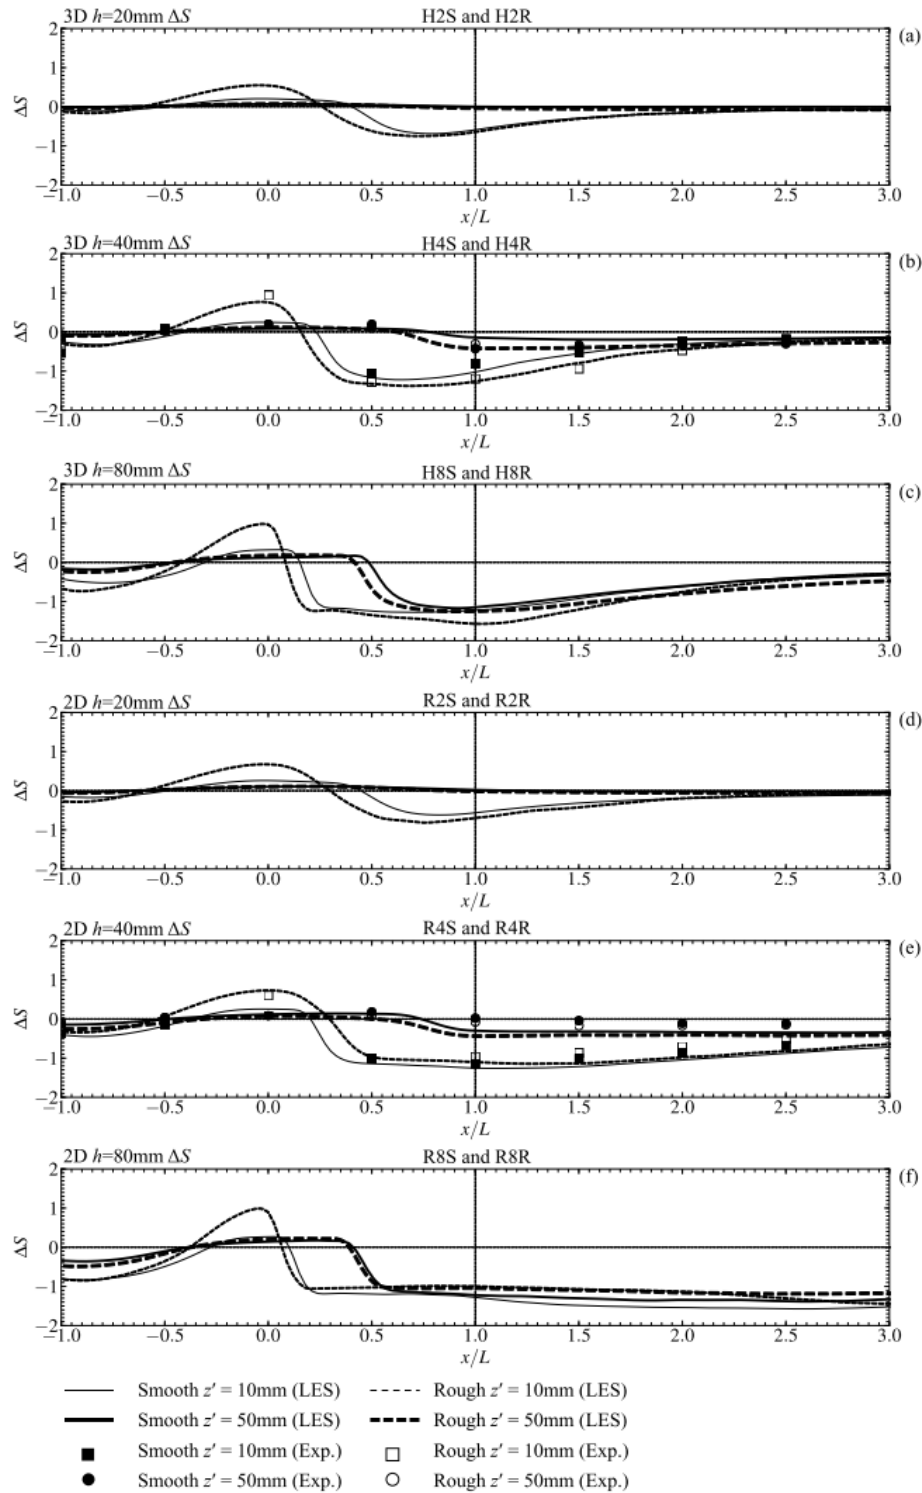 3D h=20mm ΔS H2S and H2R (a)
2
1
0
−1
−2
ΔS
−1.0 −0.5 0.0 0.5 1.0 1.5 2.0 2.5 3.0
x/L
3D h=40mm ΔS H4S and H4R (b)
2
1
0
−1
−2
ΔS
−1.0 −0.5 0.0 0.5 1.0 1.5 2.0 2.5 3.0
x/L
3D h=80mm ΔS H8S and H8R (c)
2
1
0
−1
−2
ΔS
−1.0 −0.5 0.0 0.5 1.0 1.5 2.0 2.5 3.0
x/L
2D h=20mm ΔS R2S and R2R (d)
2
1
0
−1
−2
ΔS
−1.0 −0.5 0.0 0.5 1.0 1.5 2.0 2.5 3.0
x/L
2D h=40mm ΔS R4S and R4R (e)
2
1
0
−1
−2
ΔS
−1.0 −0.5 0.0 0.5 1.0 1.5 2.0 2.5 3.0
x/L
2D h=80mm ΔS R8S and R8R (f)
2
1
0
−1
−2
ΔS
−1.0 −0.5 0.0 0.5 1.0 1.5 2.0 2.5 3.0
x/L
Smooth z′ = 10mm (LES) Rough z′ = 10mm (LES)
Smooth z′ = 50mm (LES) Rough z′ = 50mm (LES)
Smooth z′ = 10mm (Exp.) Rough z′ = 10mm (Exp.)
Smooth z′ = 50mm (Exp.) Rough z′ = 50mm (Exp.)